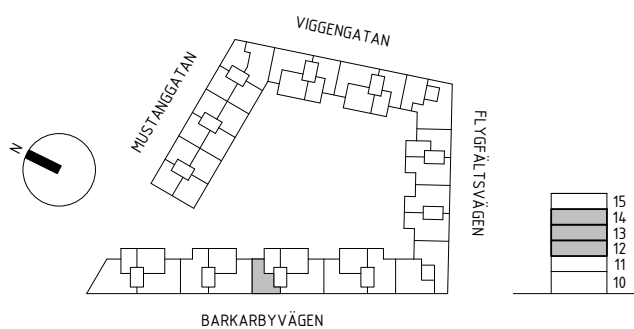 VIGGENGATAN
MUSTANGGATAN
FLYGFÄLTSVÄGEN
N
15
14
13
12
11
10
BARKARBYVÄGEN